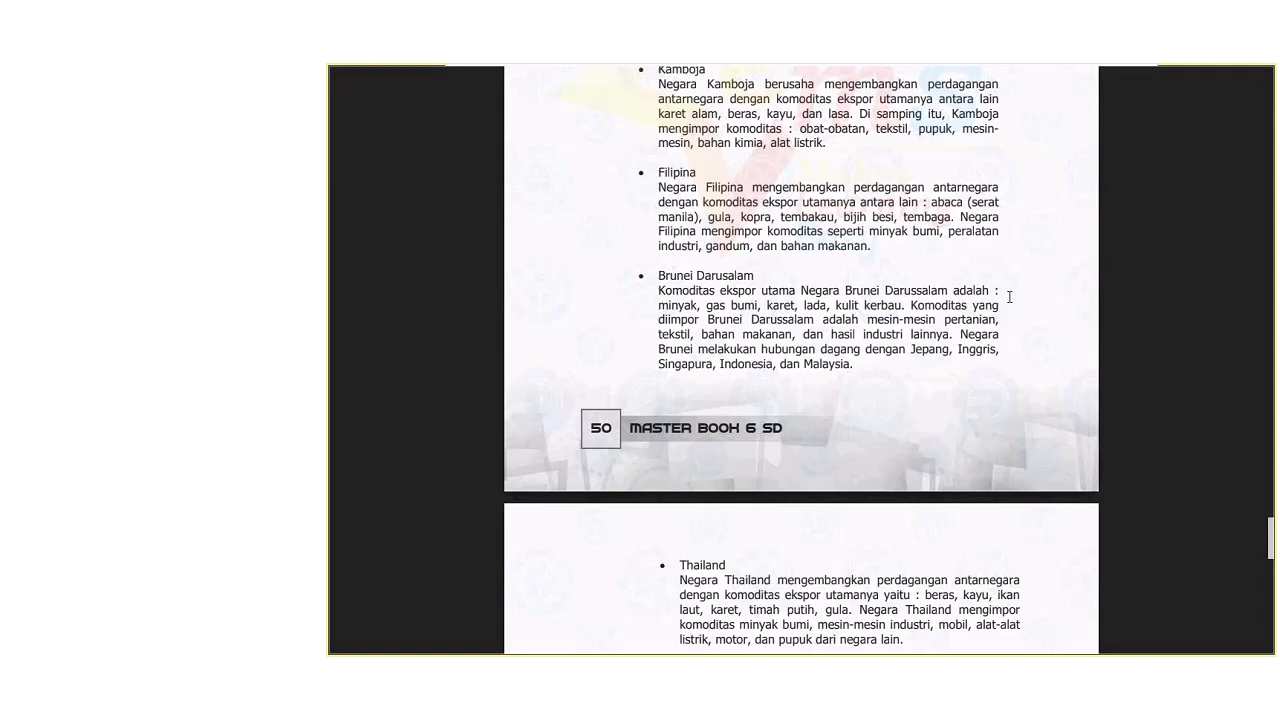 • Kamboja
Negara Kamboja berusaha mengembangkan perdagangan
antarnegara dengan komoditas ekspor utamanya antara lain
karet alam, beras, kayu, dan lasa. Di samping itu, Kamboja
mengimpor komoditas : obat-obatan, tekstil, pupuk, mesin-
mesin, bahan kimia, alat listrik.
• Filipina
Negara Filipina mengembangkan perdagangan antarnegara
dengan komoditas ekspor utamanya antara lain : abaca (serat
manila), gula, kopra, tembakau, bijih besi, tembaga. Negara
Filipina mengimpor komoditas seperti minyak bumi, peralatan
industri, gandum, dan bahan makanan.
• Brunei Darusalam
Komoditas ekspor utama Negara Brunei Darussalam adalah :
minyak, gas bumi, karet, lada, kulit kerbau. Komoditas yang
diimpor Brunei Darussalam adalah mesin-mesin pertanian,
tekstil, bahan makanan, dan hasil industri lainnya. Negara
Brunei melakukan hubungan dagang dengan Jepang, Inggris,
Singapura, Indonesia, dan Malaysia.
50 MASTER BOOK 6 SD
• Thailand
Negara Thailand mengembangkan perdagangan antarnegara
dengan komoditas ekspor utamanya yaitu : beras, kayu, ikan
laut, karet, timah putih, gula. Negara Thailand mengimpor
komoditas minyak bumi, mesin-mesin industri, mobil, alat-alat
listrik, motor, dan pupuk dari negara lain.